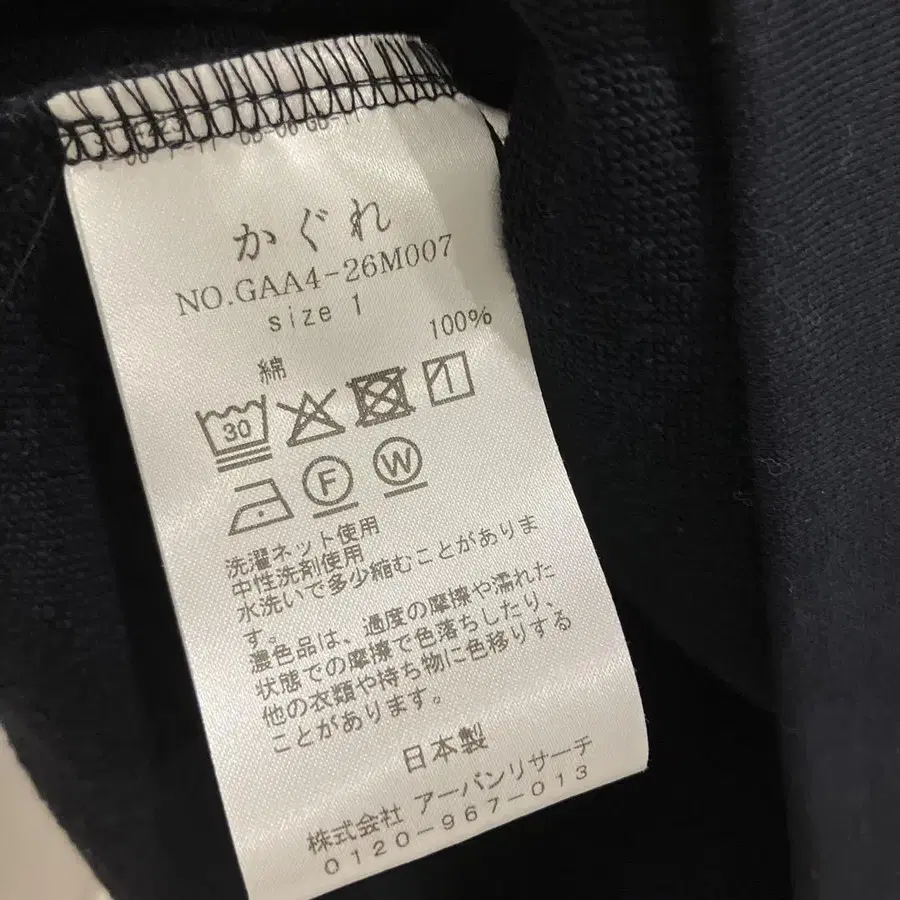 かぐれ
NO.GAA4-26M007
size 1
綿 100%
30
F W
洗濯ネット使用
中性洗剤使用
水洗いで多少縮むことがありま
す。
濃色品は、過度の摩擦や濡れた
状態での摩擦で色落ちしたり、
他の衣類や持ち物に色移りする
ことがあります。
日本製
株式会社 アーバンリサーチ
0120-967-013